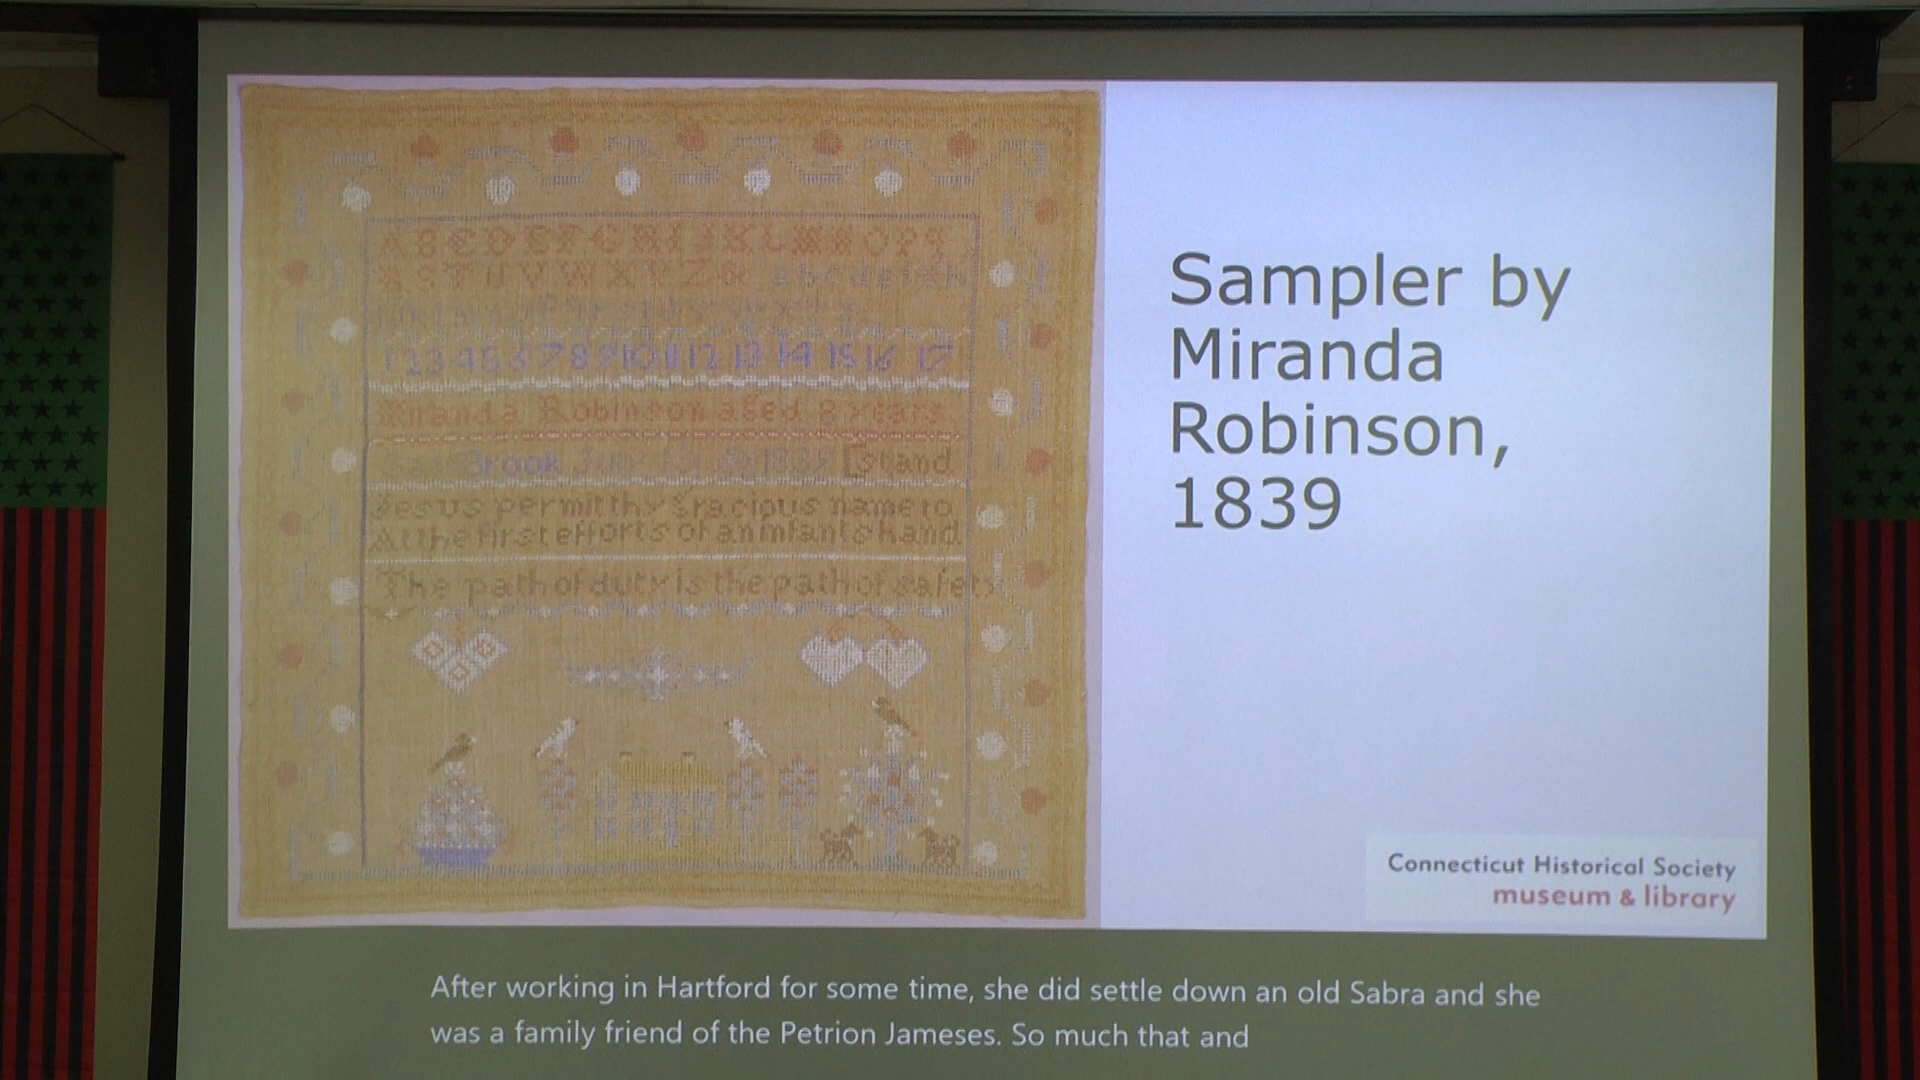 A B C D E F G H I J K L M N O P Q
R S T U V W X Y Z & a b c d e f g h
1 2 3 4 5 6 7 8 9 10 11 12 13 14 15 16 17
Miranda Robinson aged 8 years
Brook 1839 Island
Jesus permit thy gracious name to
At the first efforts of an infants hand
The path of duty is the path of safety
Sampler by
Miranda
Robinson,
1839
Connecticut Historical Society
museum & library
After working in Hartford for some time, she did settle down an old Sabra and she
was a family friend of the Petrion Jameses. So much that and